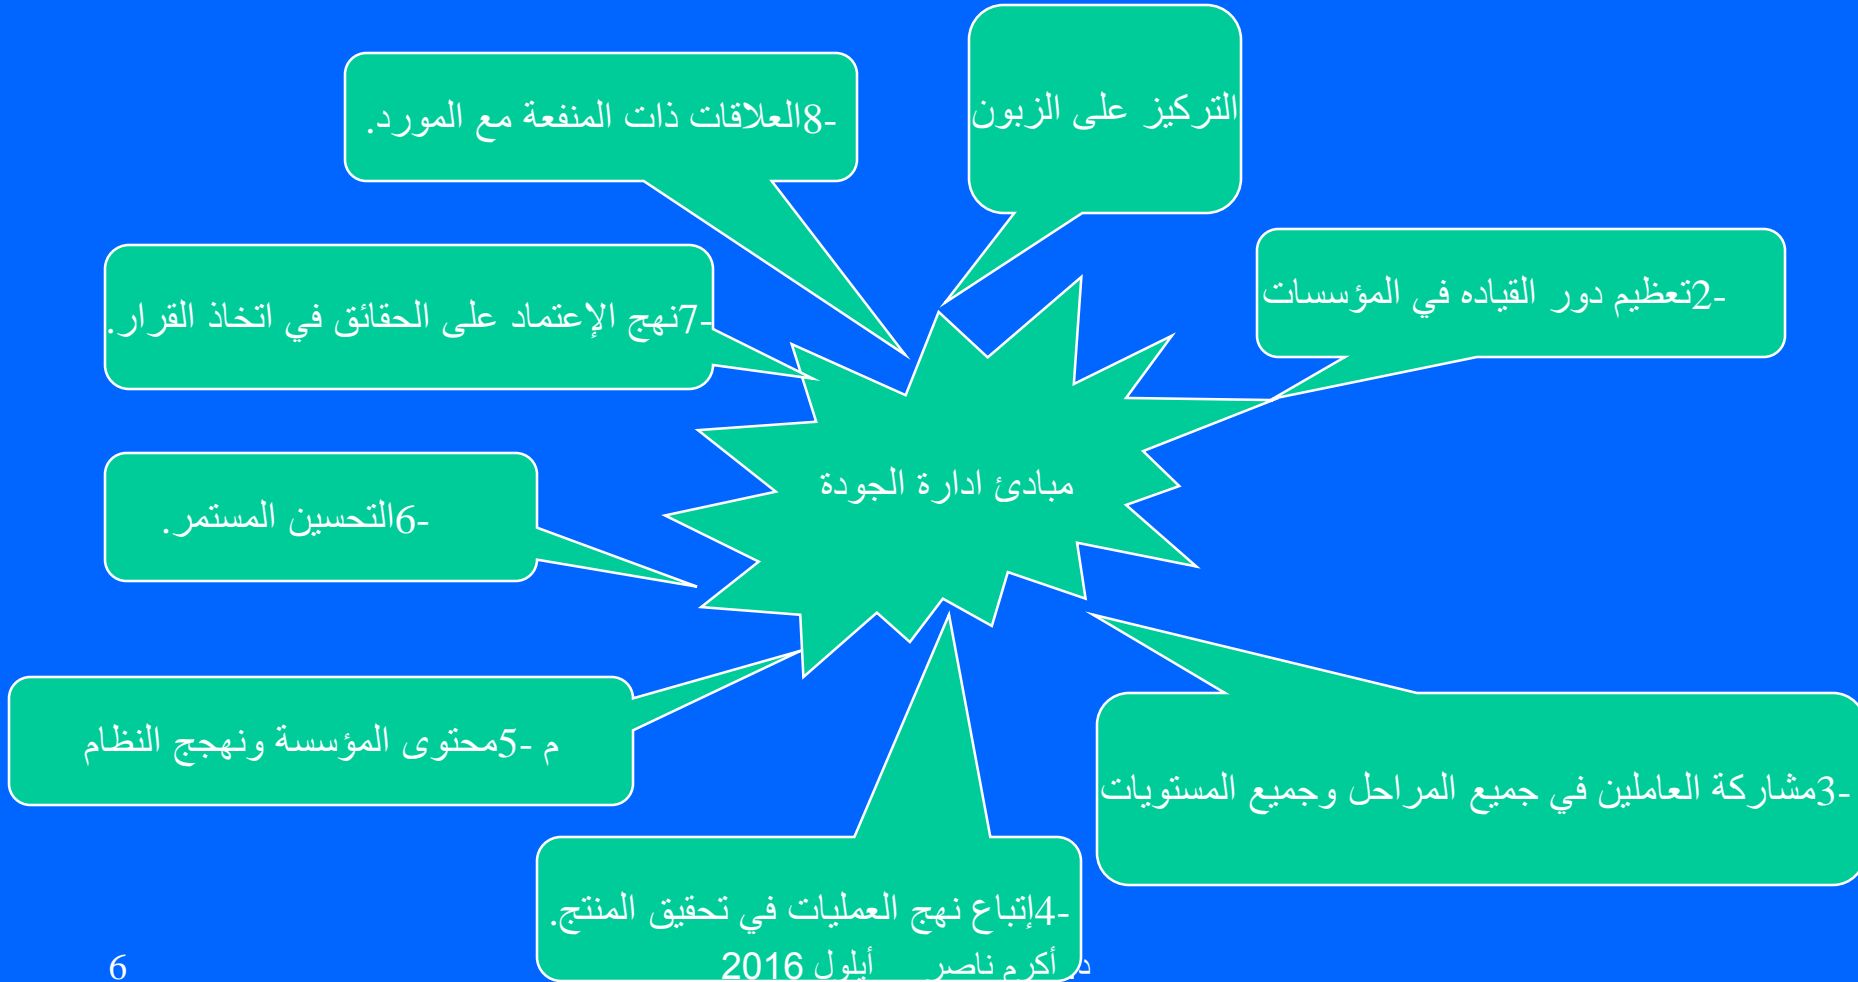 التركيز على الزبون
-2تعظيم دور القياده في المؤسسات
-3مشاركة العاملين في جميع المراحل وجميع المستويات
-4إتباع نهج العمليات في تحقيق المنتج.
م -5محتوى المؤسسة ونهجج النظام
-6التحسين المستمر.
-7نهج الإعتماد على الحقائق في اتخاذ القرار.
-8العلاقات ذات المنفعة مع المورد.
مبادئ ادارة الجودة
د. أكرم ناصر أيلول 2016
6